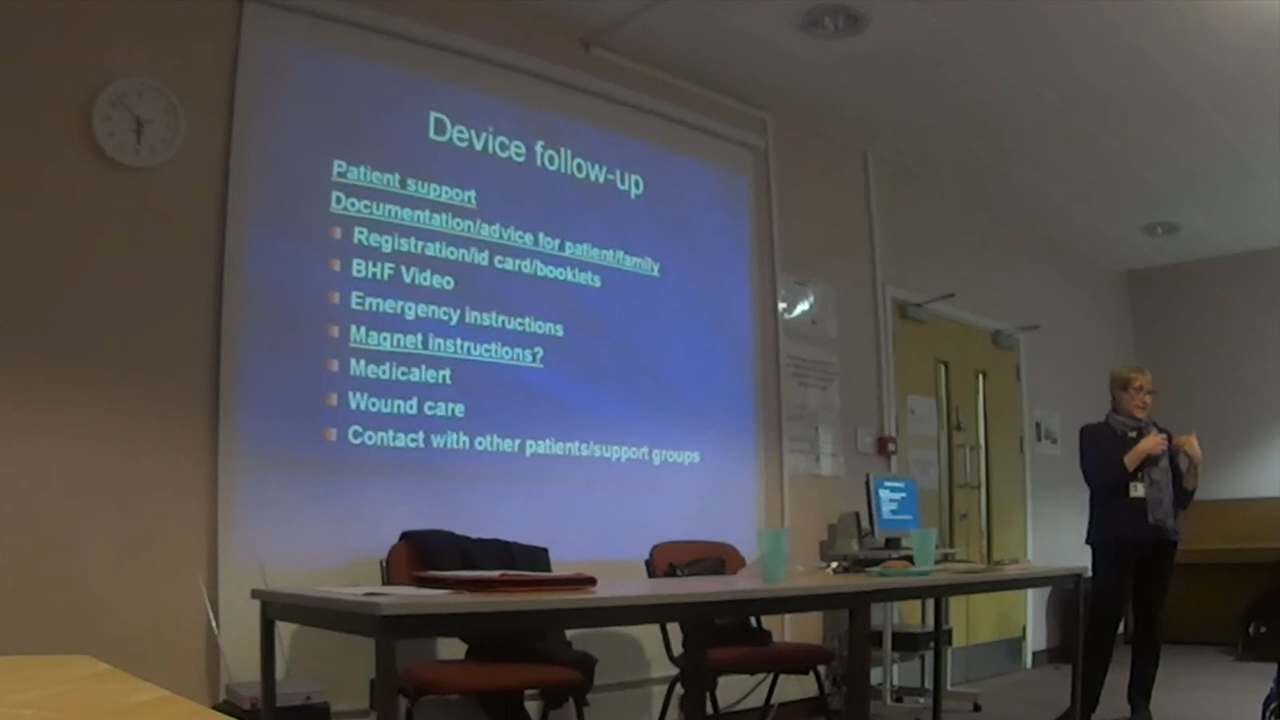 Device follow-up
Patient support
Documentation/advice for patient/family
Registration/id card/booklets
BHF Video
Emergency instructions
Magnet instructions?
Medicalert
Wound care
Contact with other patients/support groups